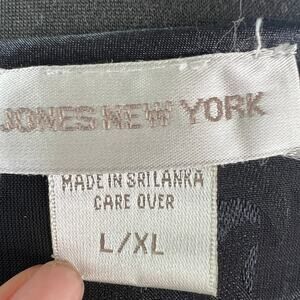 JONES NEW YORK
MADE IN SRI LANKA
CARE OVER
L/XL